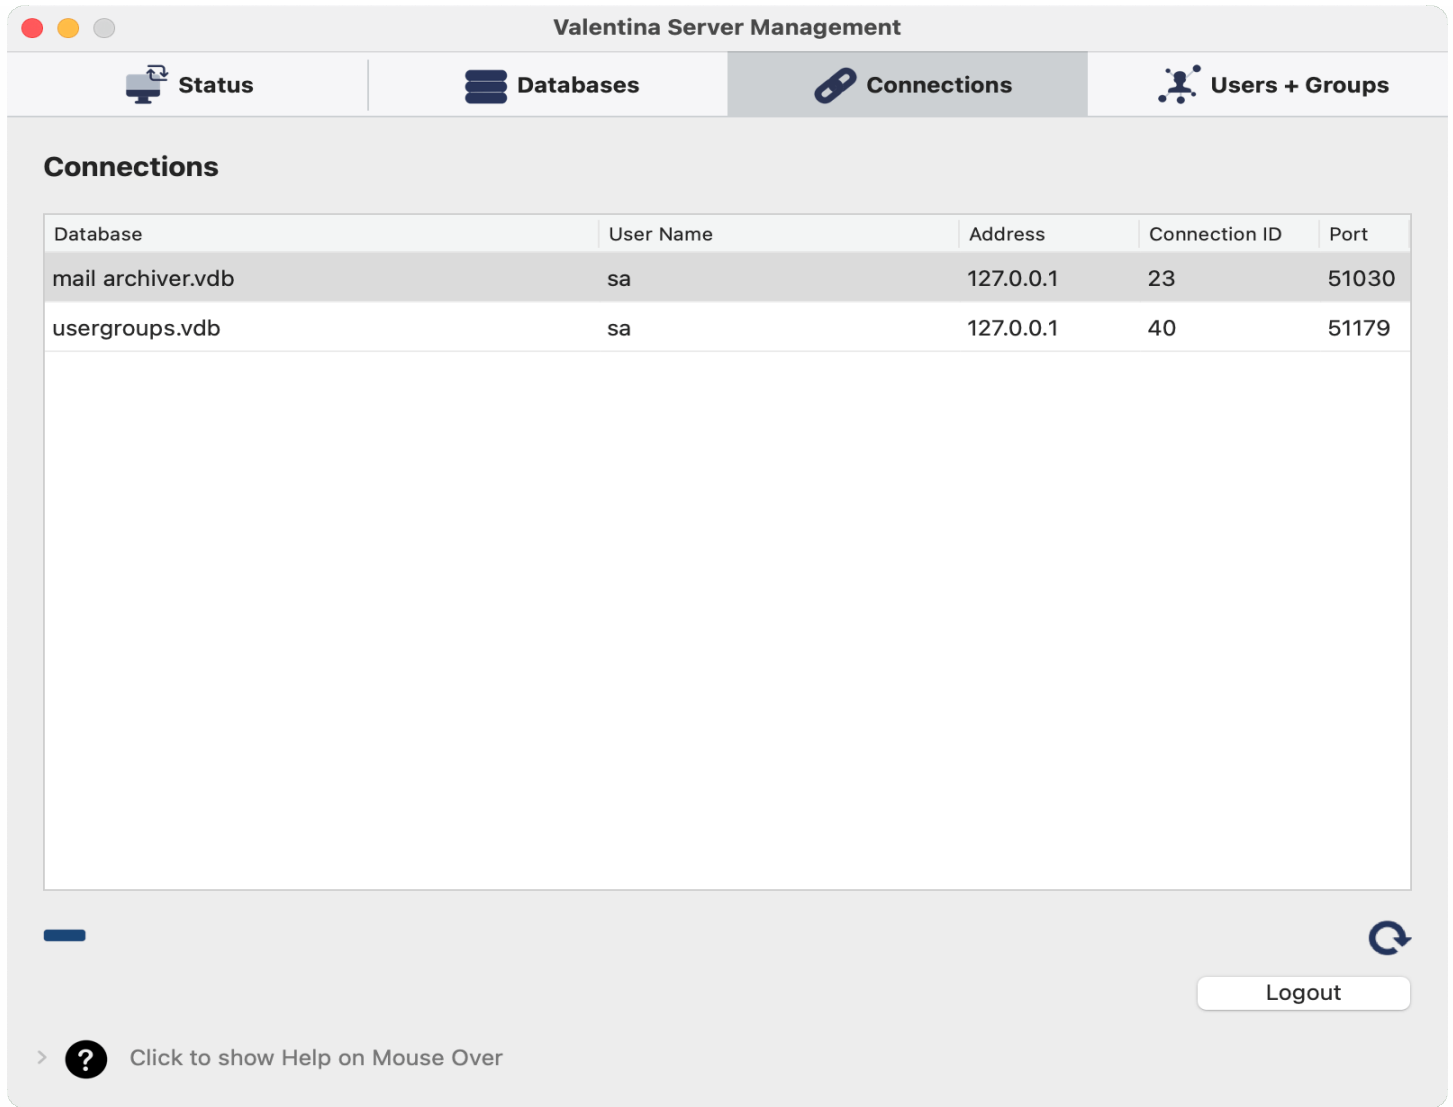 Valentina Server Management
Status Databases Connections Users + Groups
Connections
Database User Name Address Connection ID Port
mail archiver.vdb sa 127.0.0.1 23 51030
usergroups.vdb sa 127.0.0.1 40 51179
Logout
? Click to show Help on Mouse Over